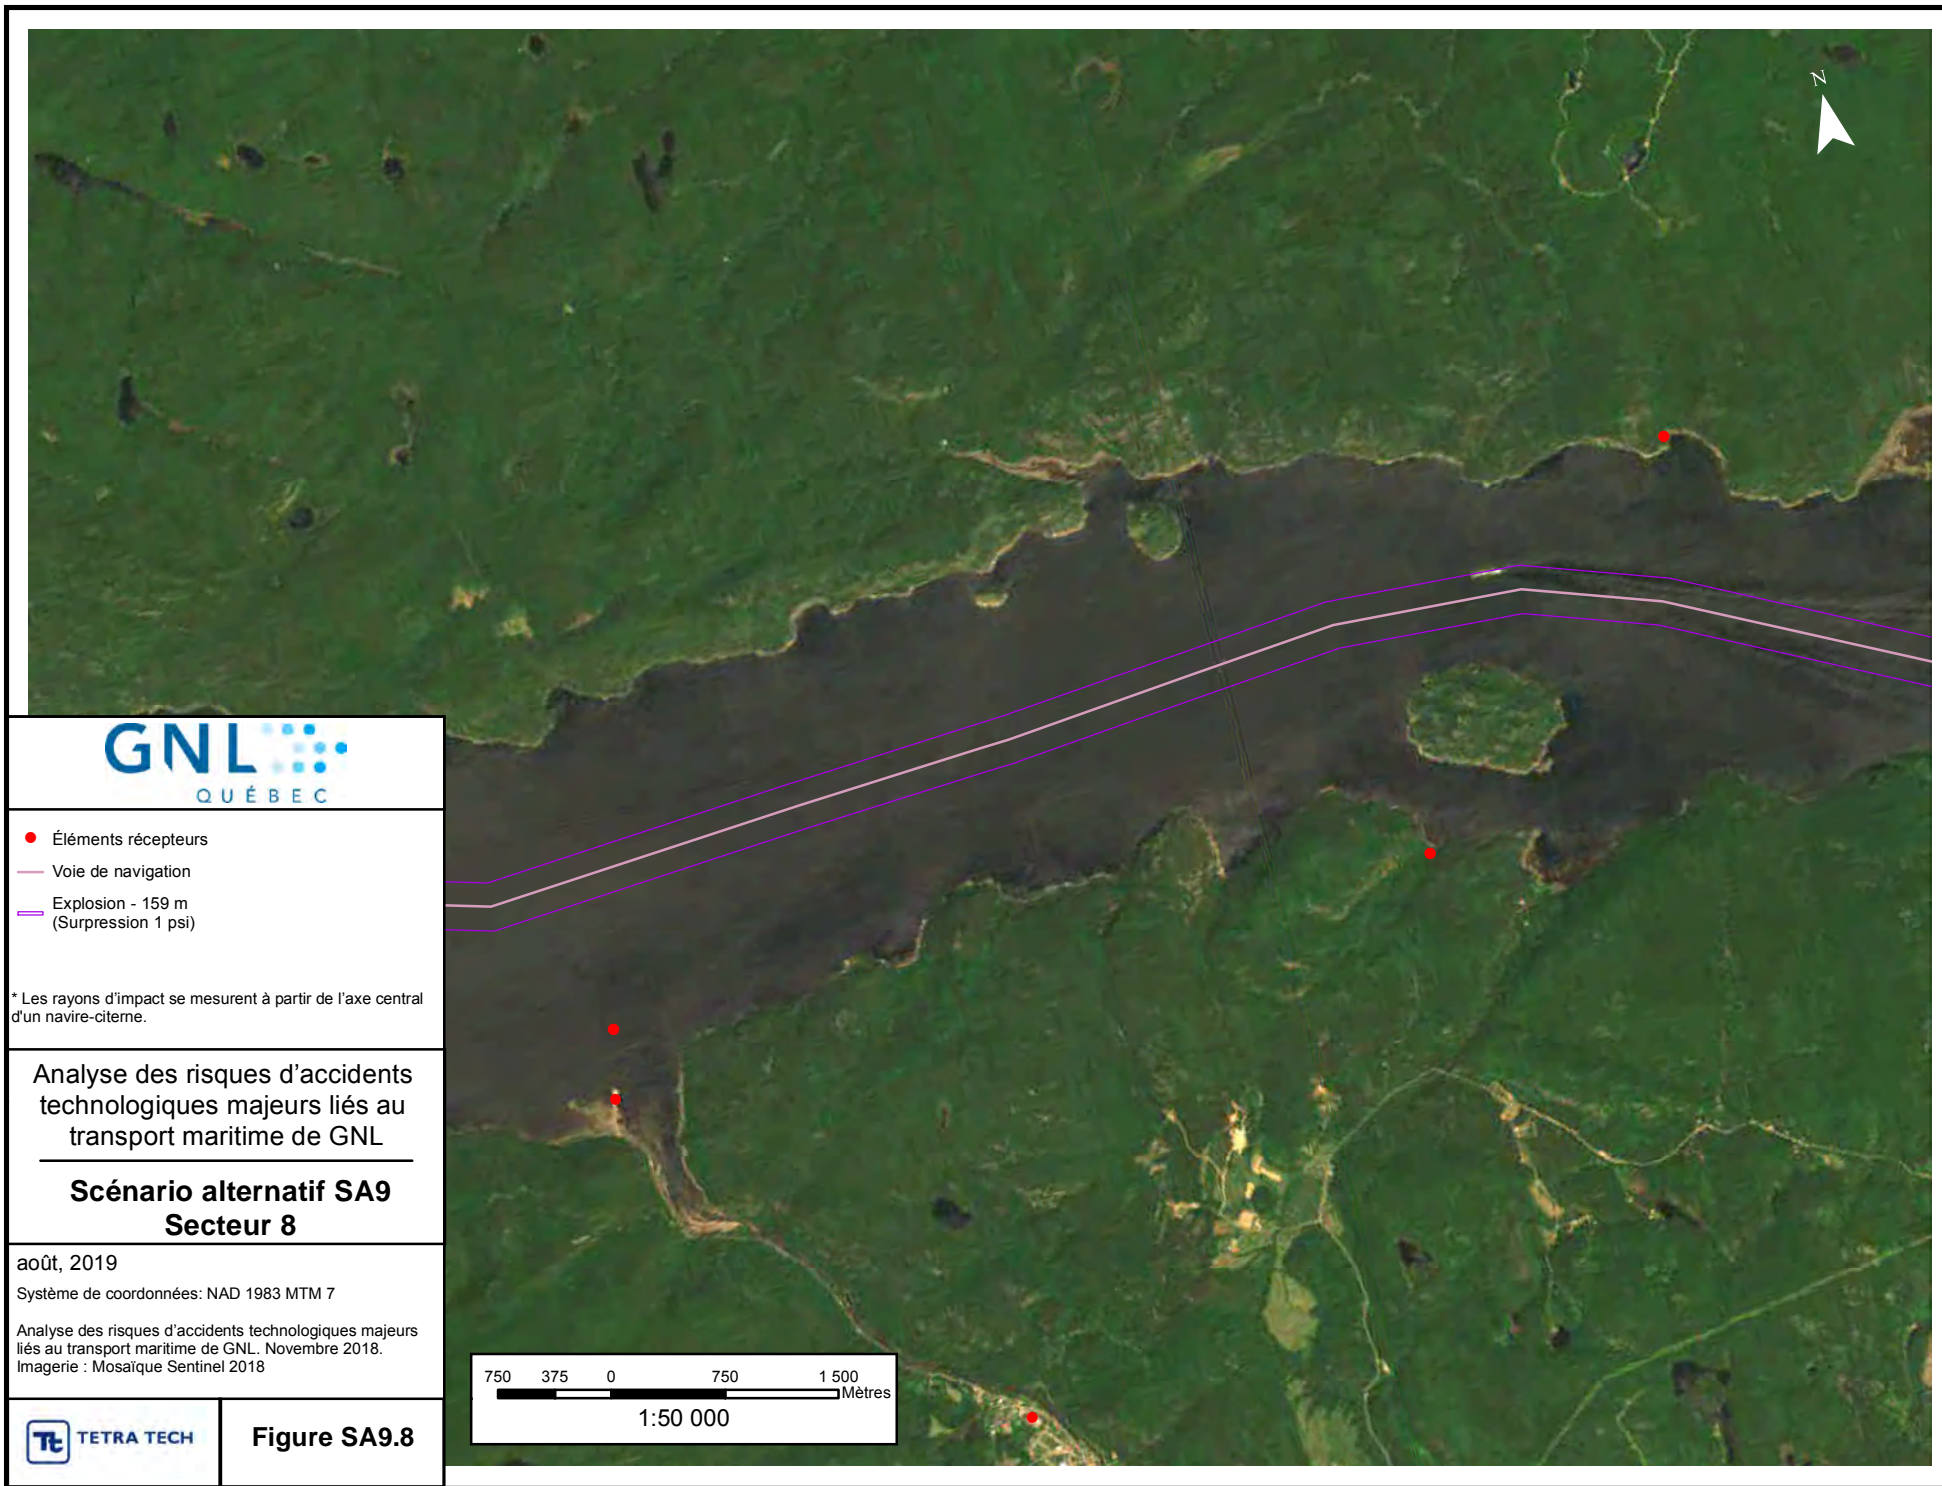 N
GNL
QUÉBEC
Éléments récepteurs
Voie de navigation
Explosion - 159 m
(Surpression 1 psi)
* Les rayons d'impact se mesurent à partir de l'axe central
d'un navire-citerne.
Analyse des risques d'accidents
technologiques majeurs liés au
transport maritime de GNL
Scénario alternatif SA9
Secteur 8
août, 2019
Système de coordonnées: NAD 1983 MTM 7
Analyse des risques d'accidents technologiques majeurs
liés au transport maritime de GNL. Novembre 2018.
Imagerie : Mosaïque Sentinel 2018
Tt TETRA TECH
Figure SA9.8
750 375 0 750 1 500
Mètres
1:50 000